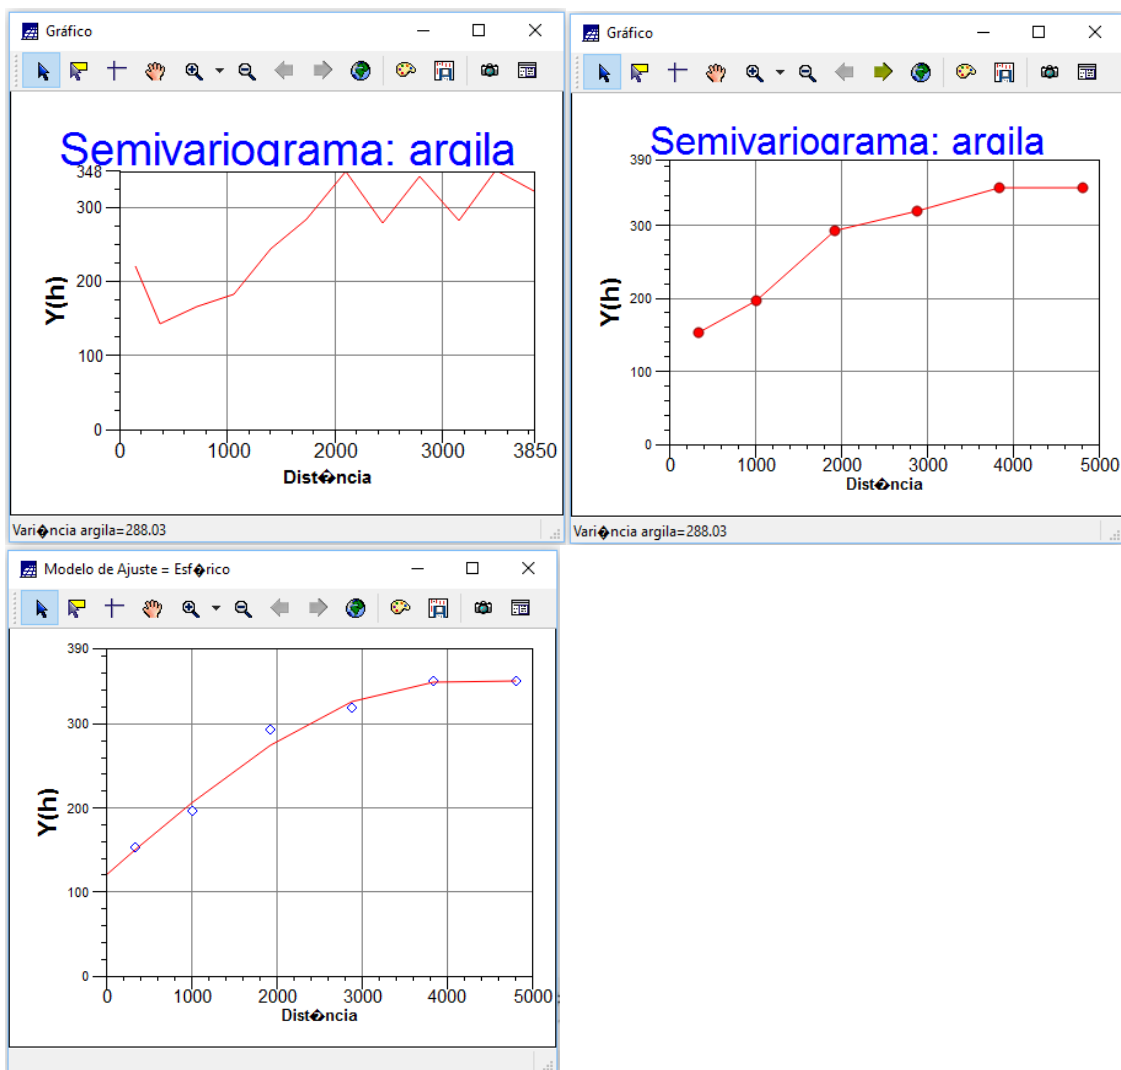 Gráfico
Semivariograma: argila
348
300
200
100
0
Y(h)
0 1000 2000 3000 3850
Dist�ncia
Vari�ncia argila=288.03
Gráfico
Semivariograma: argila
390
300
200
100
0
Y(h)
0 1000 2000 3000 4000 5000
Dist�ncia
Vari�ncia argila=288.03
Modelo de Ajuste = Esf�rico
390
300
200
100
0
Y(h)
0 1000 2000 3000 4000 5000
Dist�ncia